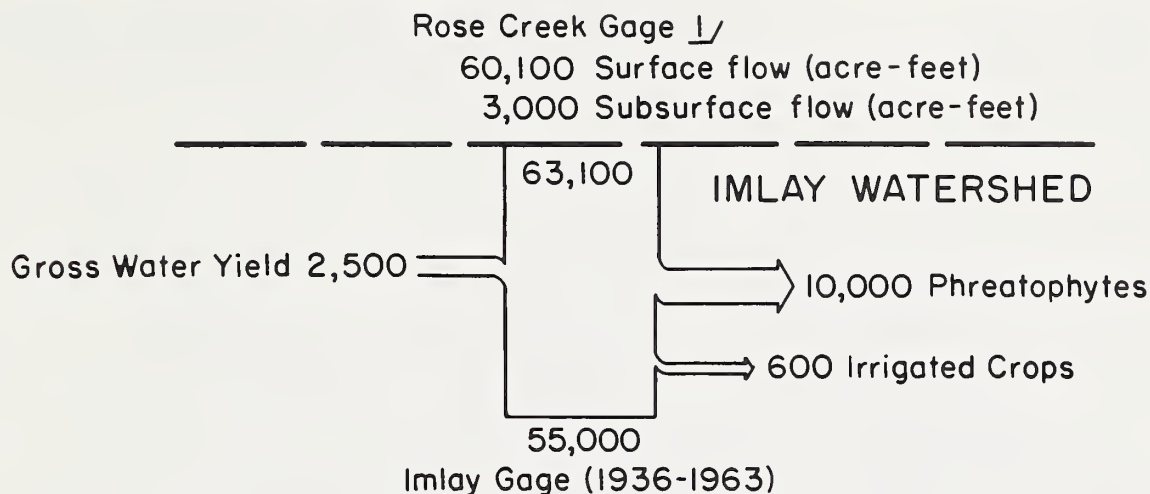 Rose Creek Gage 1/
60,100 Surface flow (acre-feet)
3,000 Subsurface flow (acre-feet)
63,100
IMLAY WATERSHED
Gross Water Yield 2,500
10,000 Phreatophytes
600 Irrigated Crops
55,000
Imlay Gage (1936-1963)